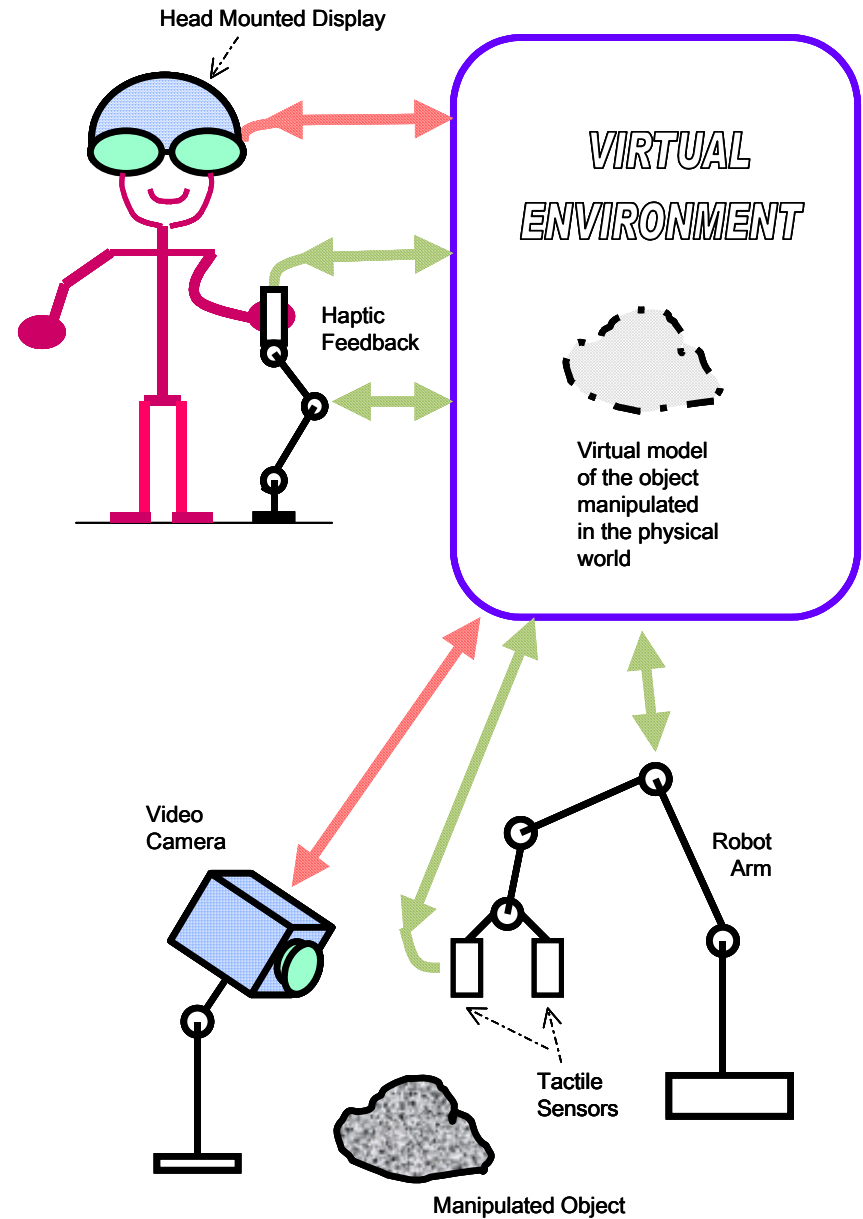 Head Mounted Display
VIRTUAL
ENVIRONMENT
Haptic
Feedback
Virtual model
of the object
manipulated
in the physical
world
Video
Camera
Robot
Arm
Tactile
Sensors
Manipulated Object